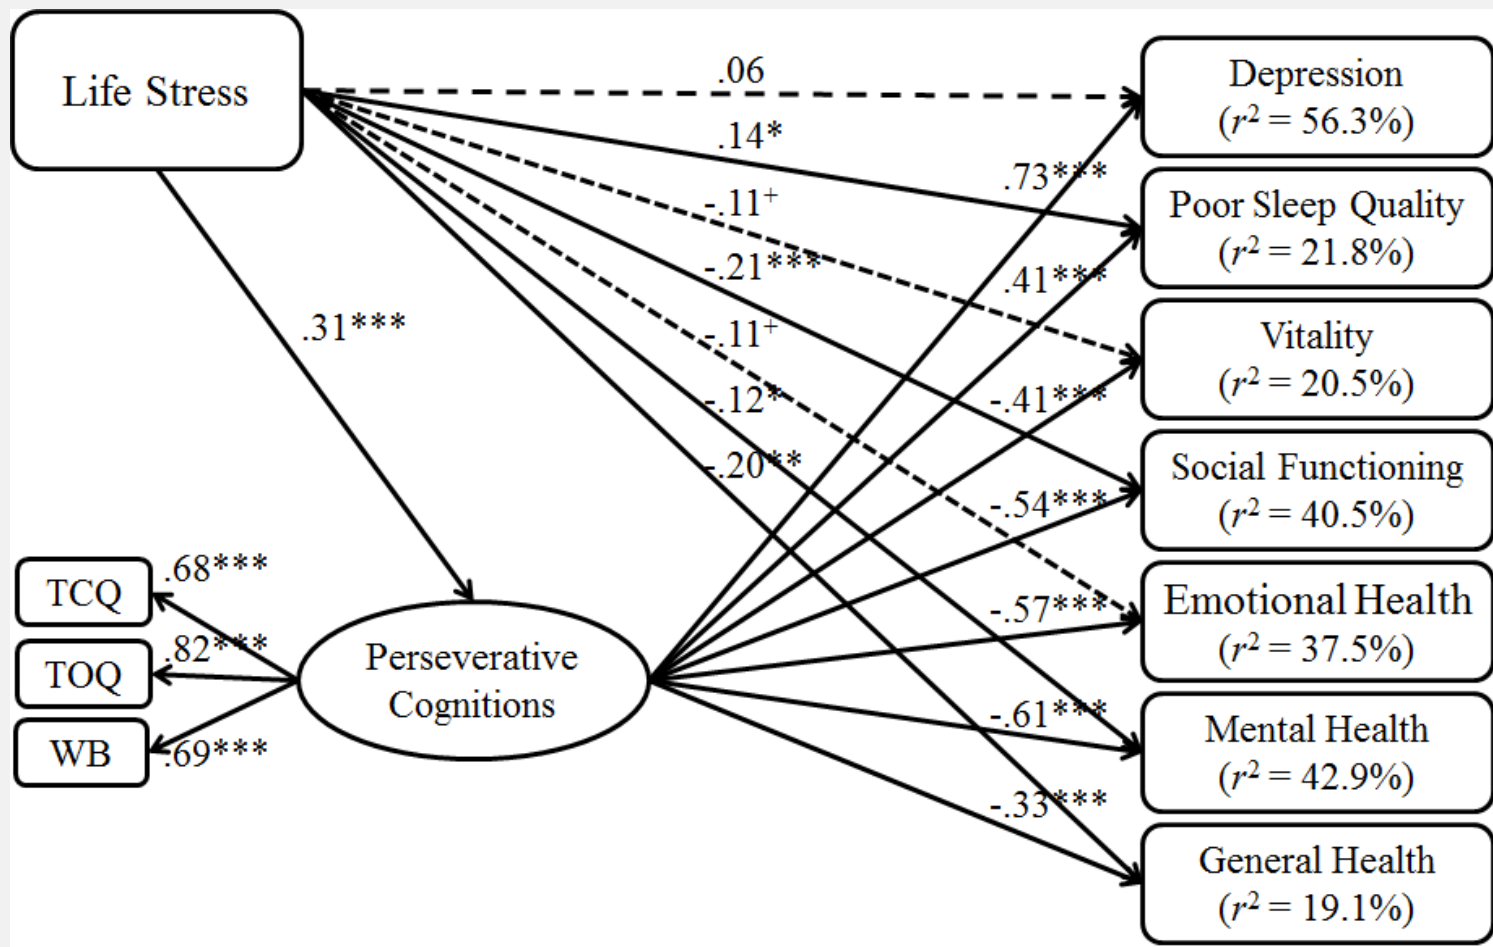 Life Stress
.06
Depression
(r² = 56.3%)
.14*
.73***
Poor Sleep Quality
(r² = 21.8%)
-.11⁺
-.21***
.41***
.31***
-.11⁺
Vitality
(r² = 20.5%)
-.12*
-.41***
-.20**
Social Functioning
(r² = 40.5%)
-.54***
TCQ
.68***
Emotional Health
(r² = 37.5%)
-.57***
TOQ
.82***
Perseverative
Cognitions
WB
.69***
-.61***
Mental Health
(r² = 42.9%)
-.33***
General Health
(r² = 19.1%)